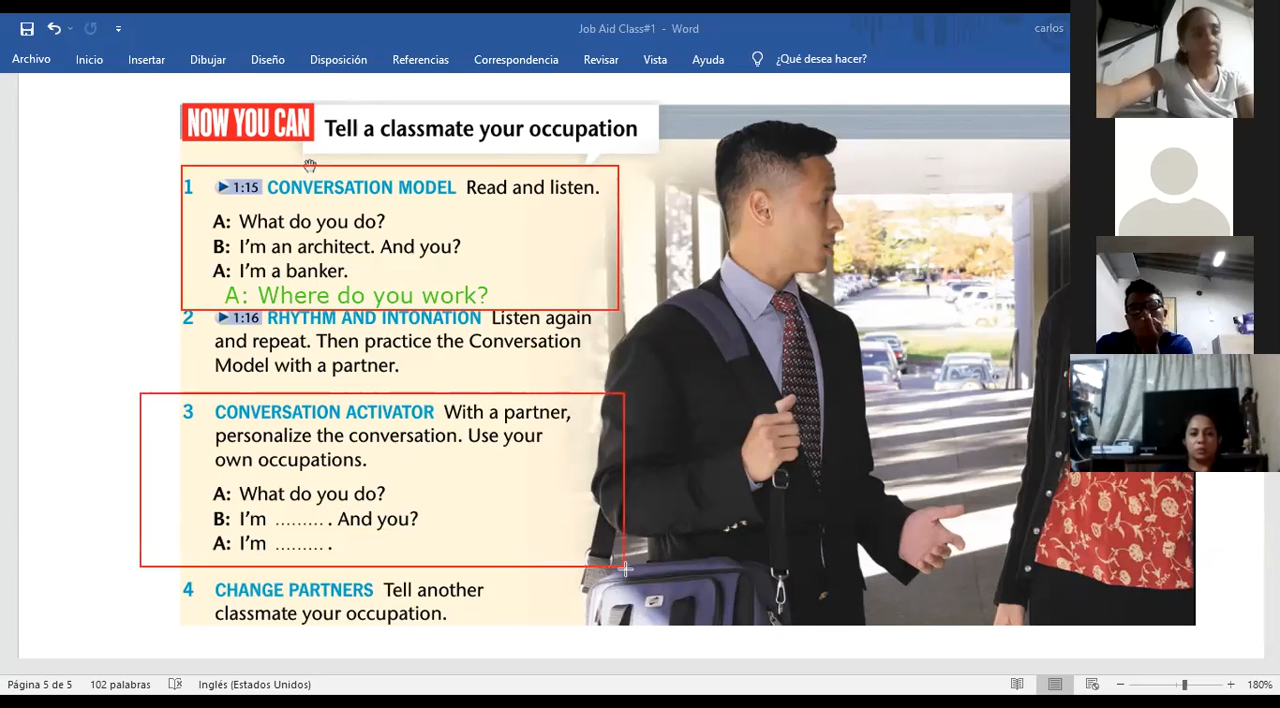 Job Aid Class#1 - Word
carlos
Archivo Inicio Insertar Dibujar Diseño Disposición Referencias Correspondencia Revisar Vista Ayuda ¿Qué desea hacer?
NOW YOU CAN Tell a classmate your occupation
1 1:15 CONVERSATION MODEL Read and listen.
A: What do you do?
B: I'm an architect. And you?
A: I'm a banker.
A: Where do you work?
2 1:16 RHYTHM AND INTONATION Listen again
and repeat. Then practice the Conversation
Model with a partner.
3 CONVERSATION ACTIVATOR With a partner,
personalize the conversation. Use your
own occupations.
A: What do you do?
B: I'm ......... . And you?
A: I'm ......... .
4 CHANGE PARTNERS Tell another
classmate your occupation.
Página 5 de 5 102 palabras Inglés (Estados Unidos) 180%